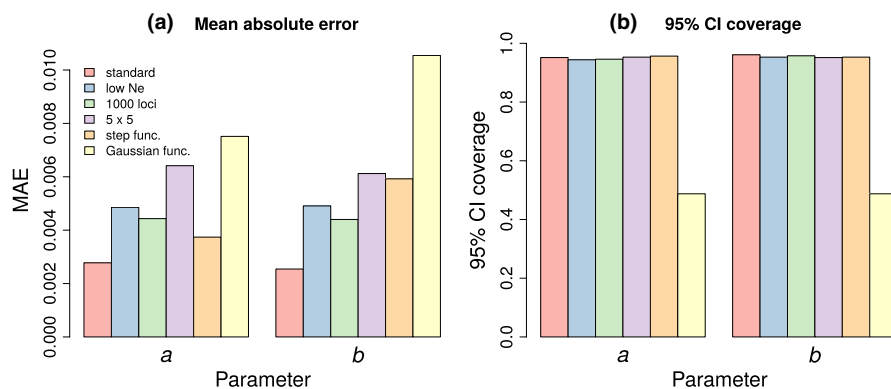 (a) Mean absolute error
MAE
0.000 0.002 0.004 0.006 0.008 0.010
standard
low Ne
1000 loci
5 x 5
step func.
Gaussian func.
a b
Parameter
(b) 95% CI coverage
95% CI coverage
0.0 0.2 0.4 0.6 0.8 1.0
a b
Parameter